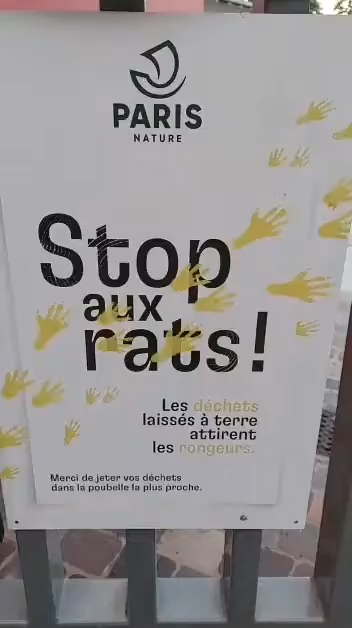 PARIS
NATURE
Stop
aux
rats!
Les déchets
laissés à terre
attirent
les rongeurs.
Merci de jeter vos déchets
dans la poubelle la plus proche.